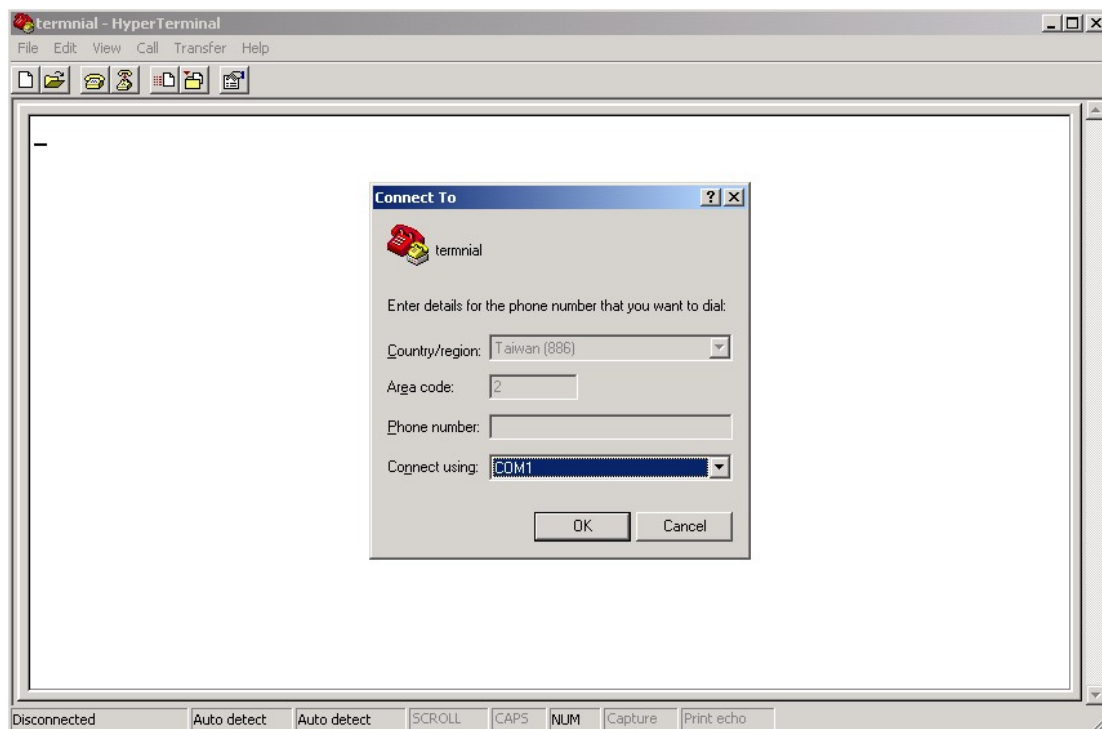 termnial - HyperTerminal
File Edit View Call Transfer Help
Connect To
termnial
Enter details for the phone number that you want to dial:
Country/region: Taiwan (886)
Area code: 2
Phone number:
Connect using: COM1
OK Cancel
Disconnected Auto detect Auto detect SCROLL CAPS NUM Capture Print echo